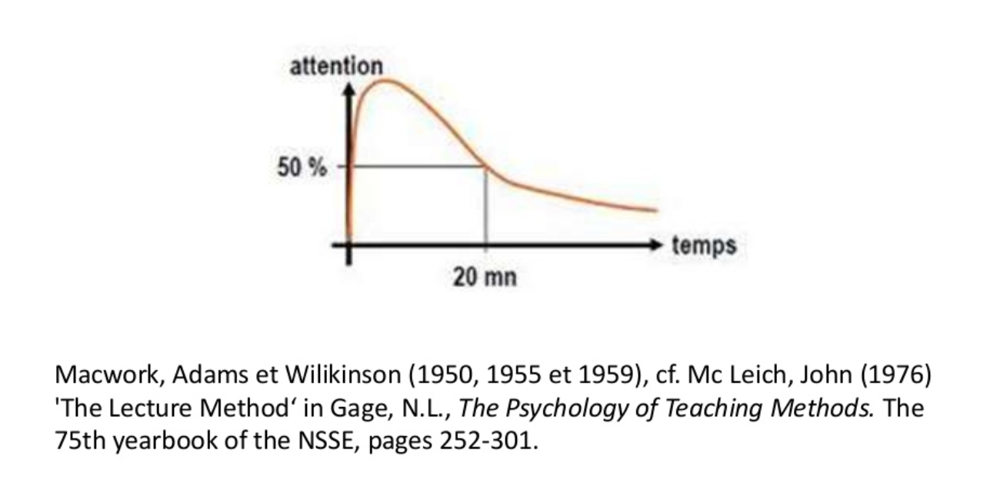 attention
50 %
temps
20 mn
Macwork, Adams et Wilikinson (1950, 1955 et 1959), cf. Mc Leich, John (1976)
'The Lecture Method‘ in Gage, N.L., The Psychology of Teaching Methods. The
75th yearbook of the NSSE, pages 252-301.